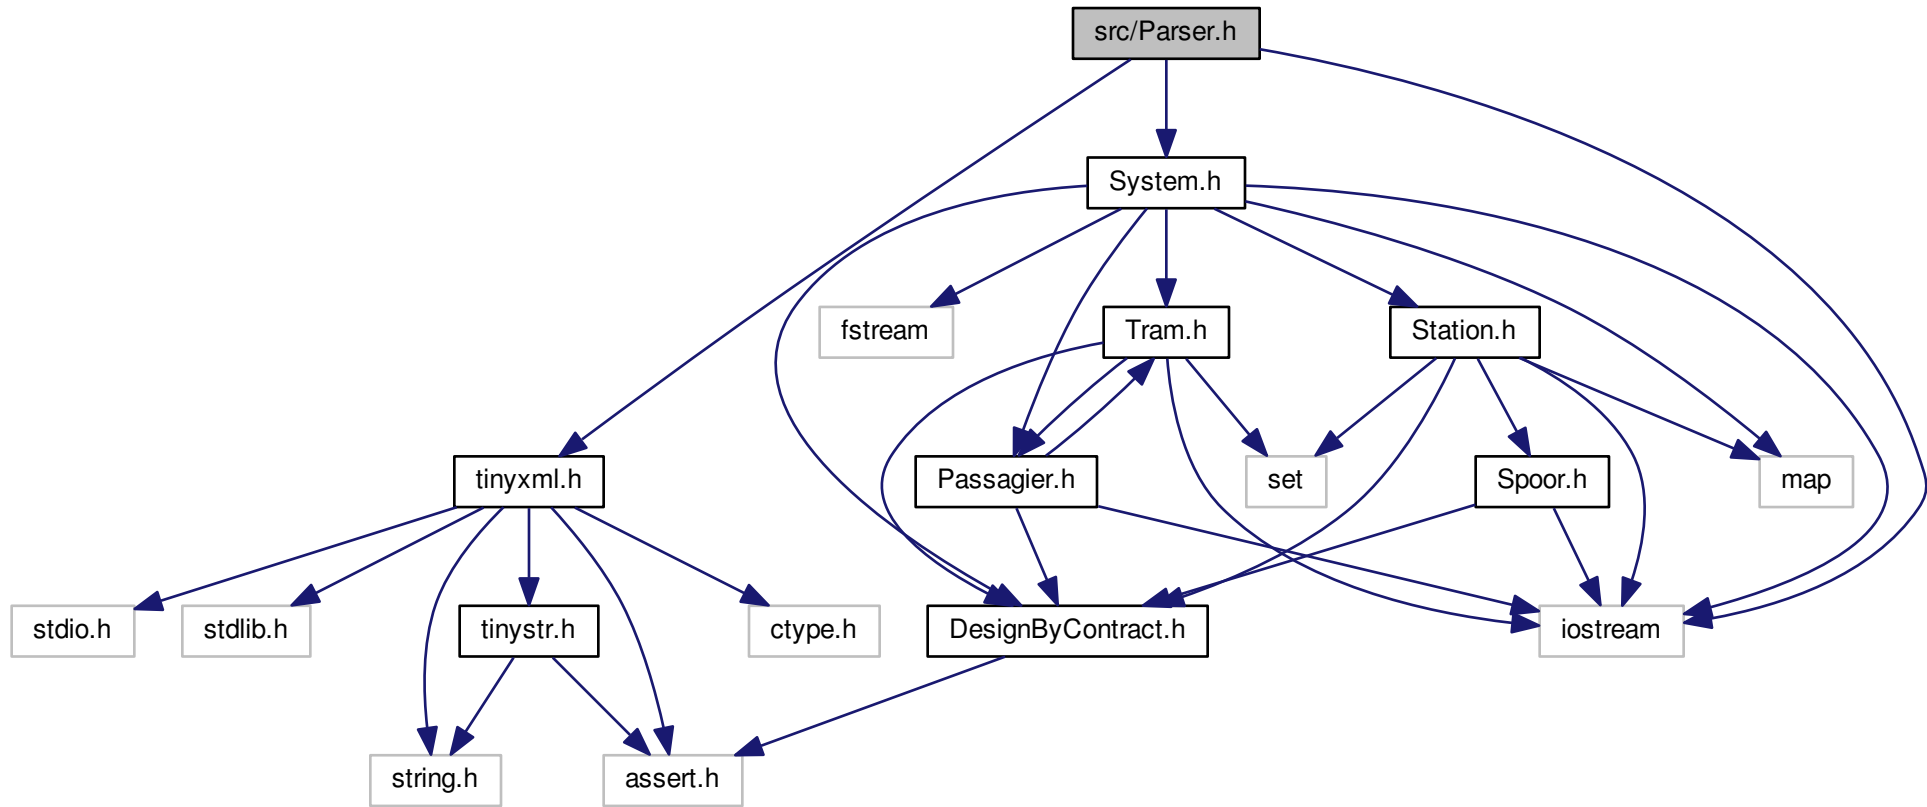 src/Parser.h
System.h
fstream
Tram.h
Station.h
tinyxml.h
Passagier.h
set
Spoor.h
map
stdio.h
stdlib.h
tinystr.h
ctype.h
DesignByContract.h
iostream
string.h
assert.h